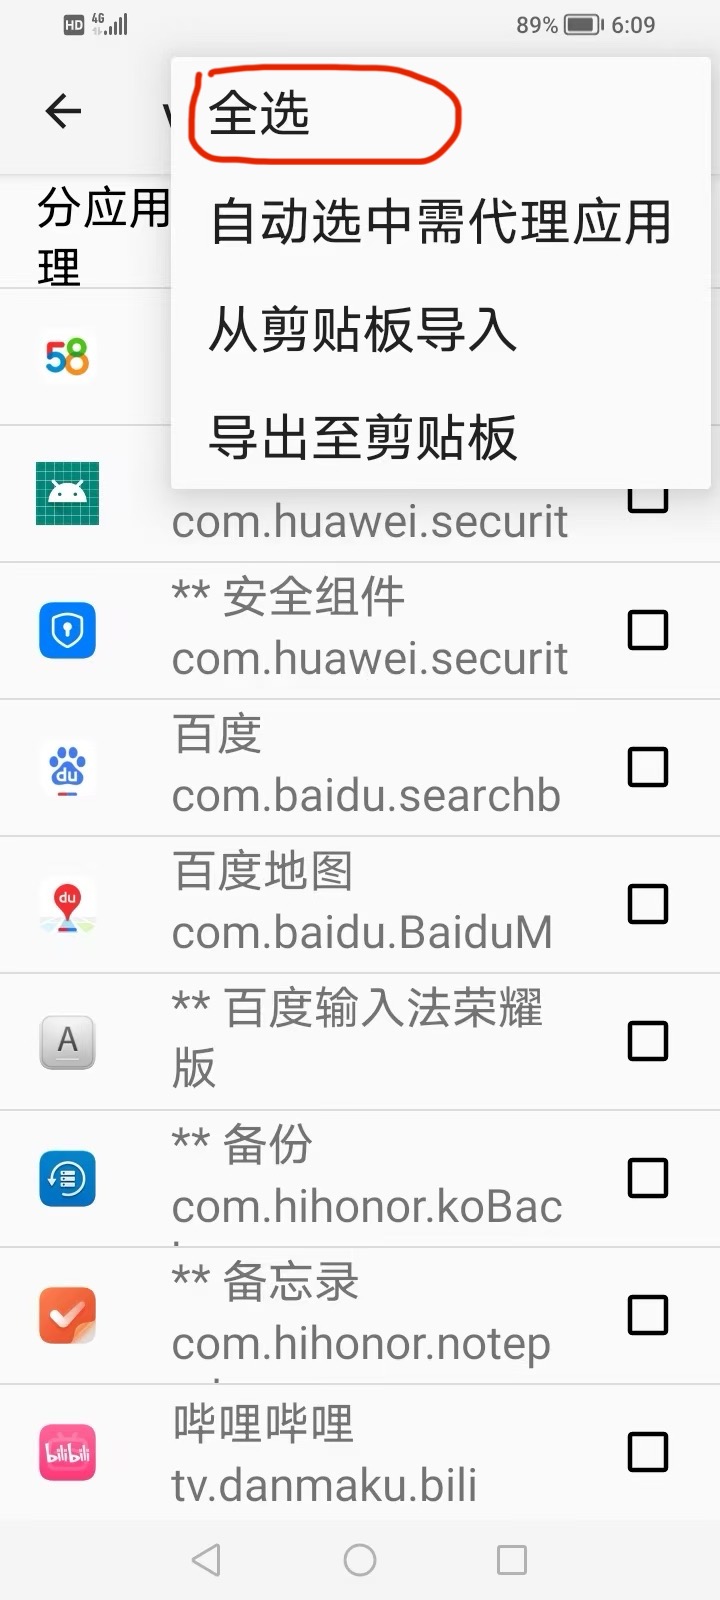 HD 4G 89% 6:09
全选
分应用
理
自动选中需代理应用
从剪贴板导入
导出至剪贴板
58
com.huawei.securit
** 安全组件
com.huawei.securit
du
百度
com.baidu.searchb
du
百度地图
com.baidu.BaiduM
A
** 百度输入法荣耀
版
** 备份
com.hihonor.koBac
** 备忘录
com.hihonor.notep
bilibili
哔哩哔哩
tv.danmaku.bili